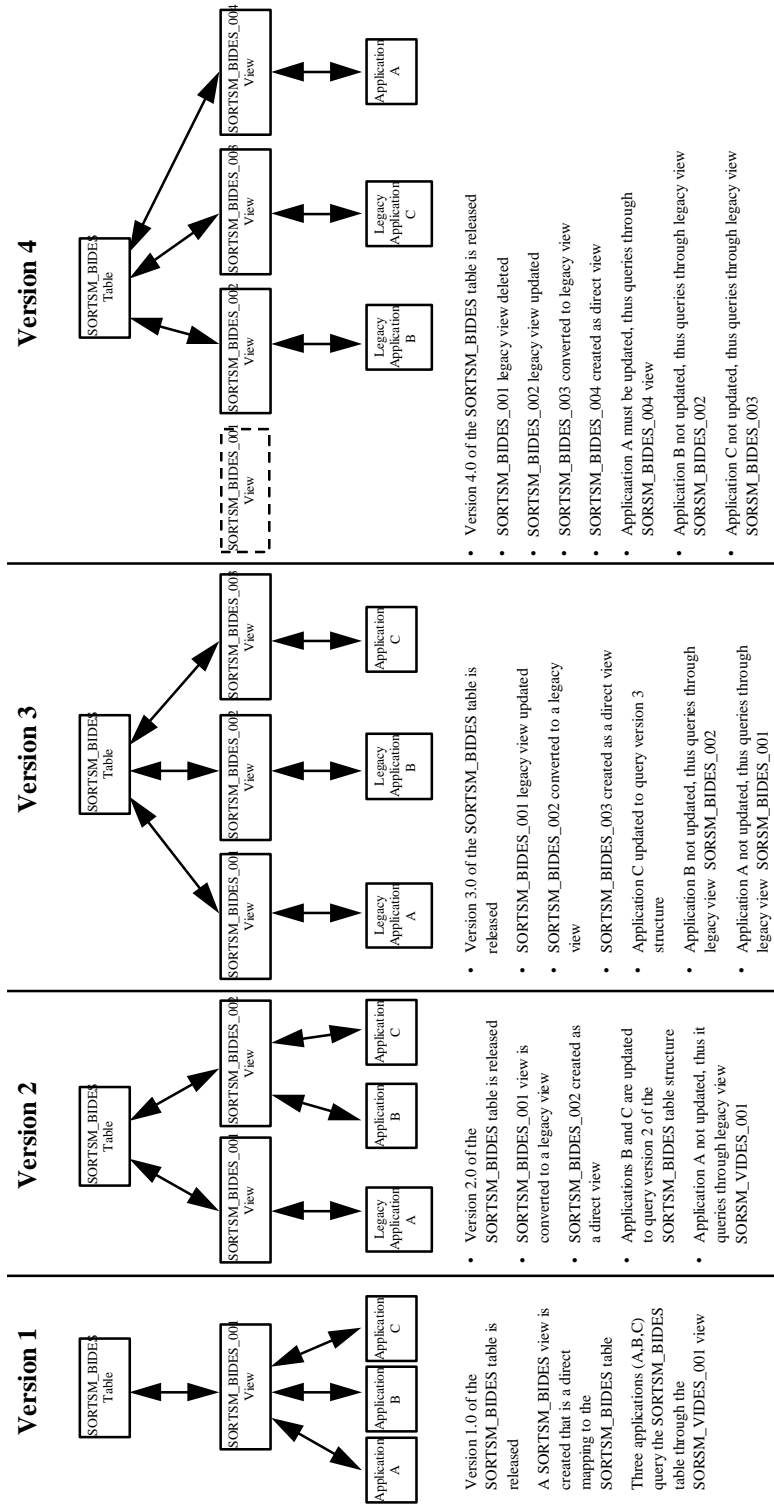 Version 1
SORTSM_BIDES
Table
SORTSM_BIDES_001
View
Application
A
Application
B
Application
C
Version 1.0 of the
SORTSM_BIDES table is
released
A SORTSM_BIDES view is
created that is a direct
mapping to the
SORTSM_BIDES table
Three applications (A,B,C)
query the SORTSM_BIDES
table through the
SORSM_VIDES_001 view
Version 2
SORTSM_BIDES
Table
SORTSM_BIDES_001
View
SORTSM_BIDES_002
View
Legacy
Application
A
Application
B
Application
C
• Version 2.0 of the
SORTSM_BIDES table is released
• SORTSM_BIDES_001 view is
converted to a legacy view
• SORTSM_BIDES_002 created as
a direct view
• Applications B and C are updated
to query version 2 of the
SORTSM_BIDES table structure
• Application A not updated, thus it
queries through legacy view
SORSM_VIDES_001
Version 3
SORTSM_BIDES
Table
SORTSM_BIDES_001
View
SORTSM_BIDES_002
View
SORTSM_BIDES_003
View
Legacy
Application
A
Legacy
Application
B
Application
C
• Version 3.0 of the SORTSM_BIDES table is
released
• SORTSM_BIDES_001 legacy view updated
• SORTSM_BIDES_002 converted to a legacy
view
• SORTSM_BIDES_003 created as a direct view
• Application C updated to query version 3
structure
• Application B not updated, thus queries through
legacy view SORSM_BIDES_002
• Application A not updated, thus queries through
legacy view SORSM_BIDES_001
Version 4
SORTSM_BIDES
Table
SORTSM_BIDES_001
View
SORTSM_BIDES_002
View
SORTSM_BIDES_003
View
SORTSM_BIDES_004
View
Legacy
Application
B
Legacy
Application
C
Application
A
• Version 4.0 of the SORTSM_BIDES table is released
• SORTSM_BIDES_001 legacy view deleted
• SORTSM_BIDES_002 legacy view updated
• SORTSM_BIDES_003 converted to legacy view
• SORTSM_BIDES_004 created as direct view
• Applicaation A must be updated, thus queries through
SORSM_BIDES_004 view
• Application B not updated, thus queries through legacy view
SORSM_BIDES_002
• Application C not updated, thus queries through legacy view
SORSM_BIDES_003